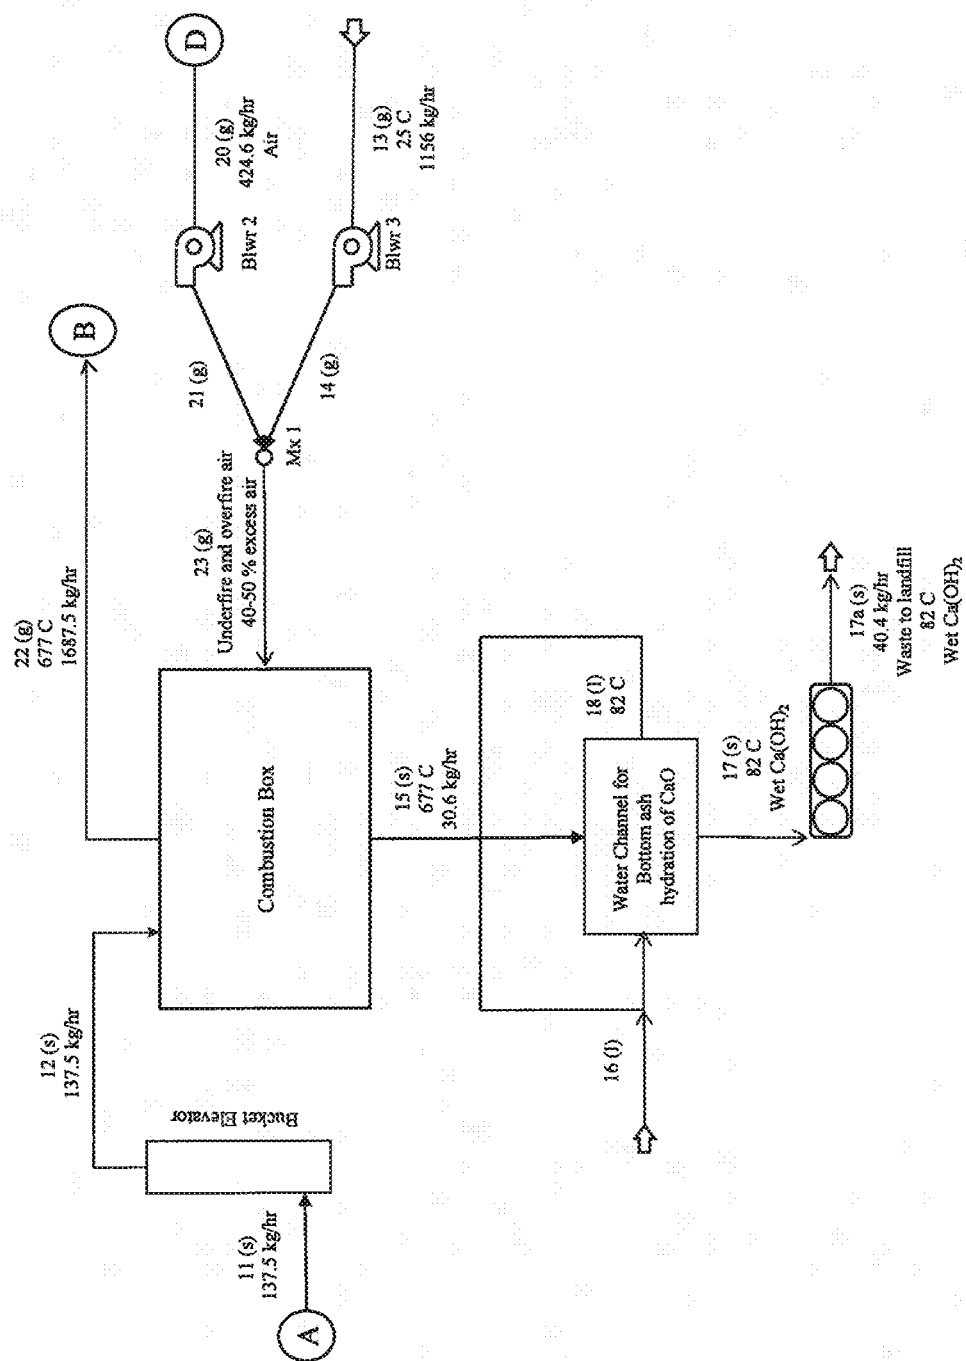 A
11 (s)
137.5 kg/hr
Bucket Elevator
12 (s)
137.5 kg/hr
Combustion Box
22 (g)
677 C
1687.5 kg/hr
B
23 (g)
Underfire and overfire air
40-50 % excess air
Mx 1
21 (g)
14 (g)
Blwr 2
Blwr 3
20 (g)
424.6 kg/hr
Air
D
13 (g)
25 C
1156 kg/hr
15 (s)
677 C
30.6 kg/hr
16 (l)
Water Channel for
Bottom ash
hydration of CaO
18 (l)
82 C
17 (s)
82 C
Wet Ca(OH)₂
17a (s)
40.4 kg/hr
Waste to landfill
82 C
Wet Ca(OH)₂